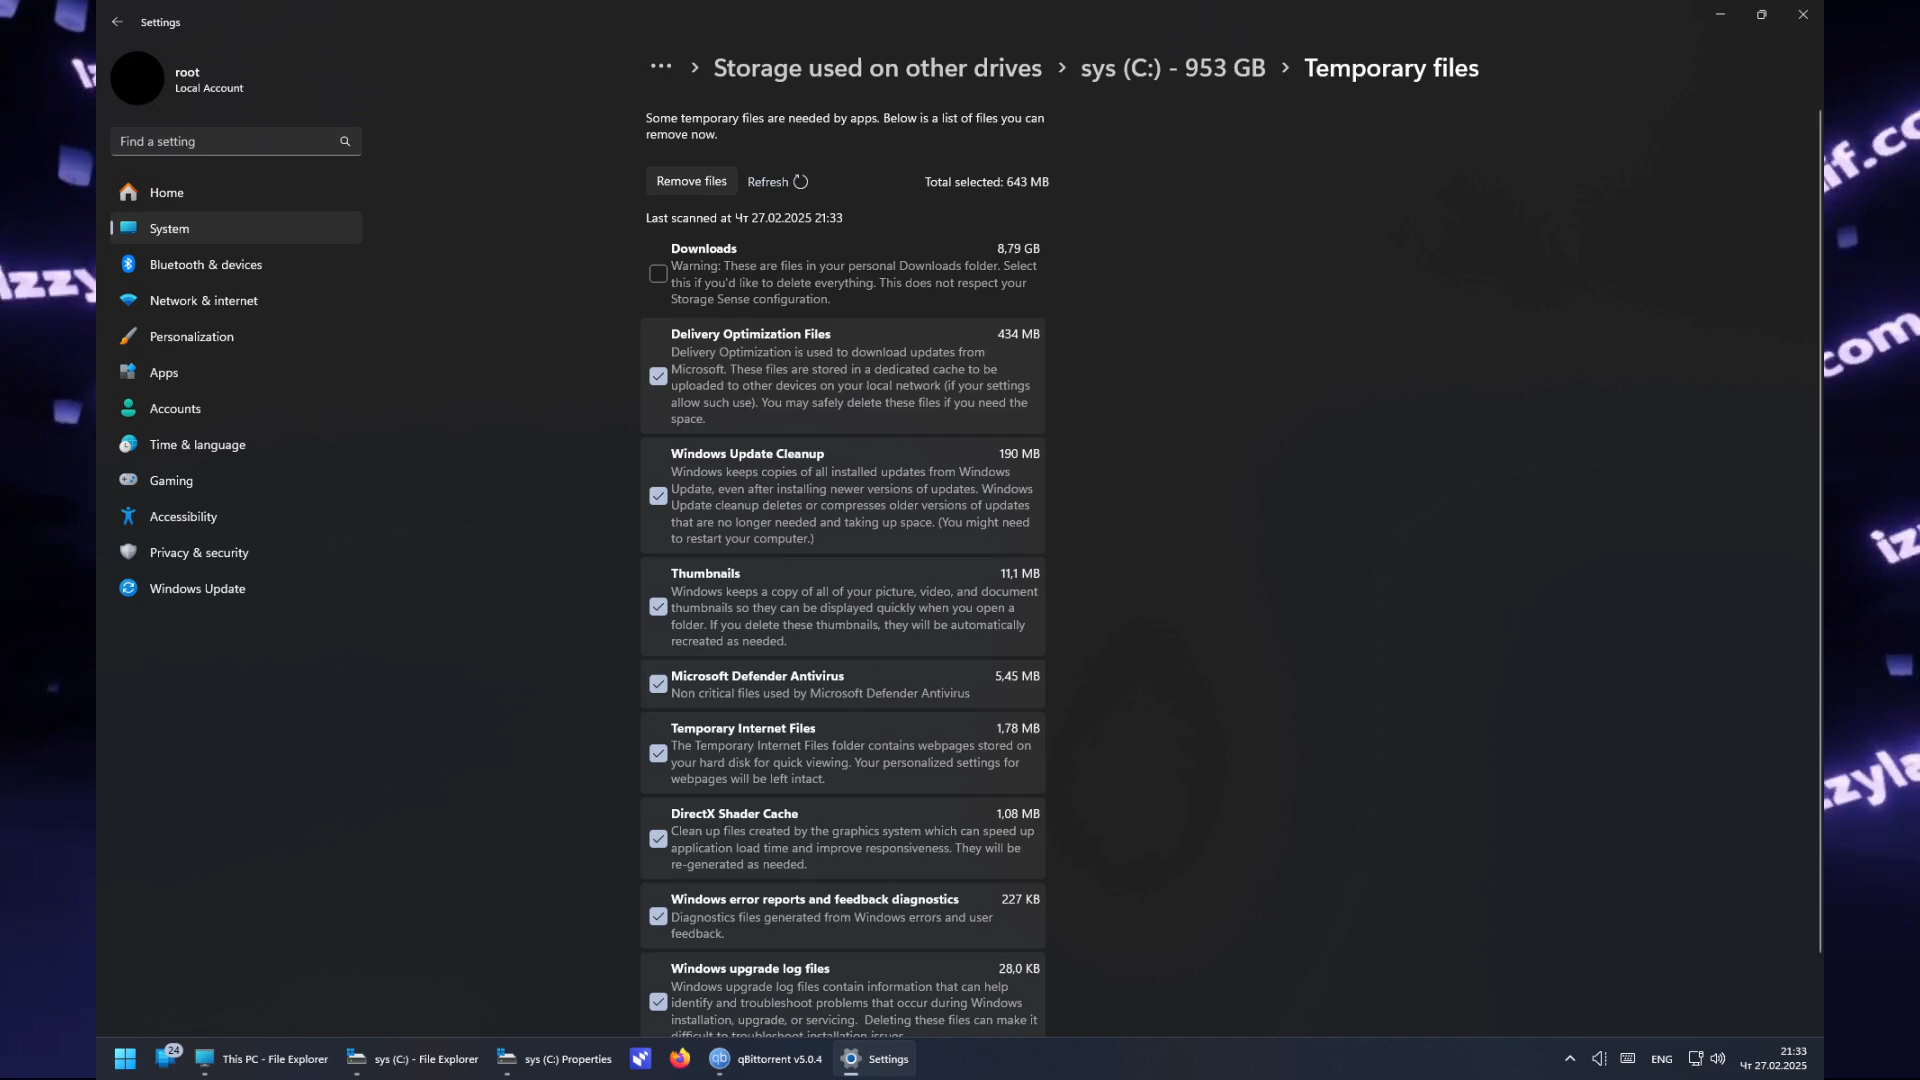 Settings
root
Local Account
Find a setting
Home
System
Bluetooth & devices
Network & internet
Personalization
Apps
Accounts
Time & language
Gaming
Accessibility
Privacy & security
Windows Update
··· > Storage used on other drives > sys (C:) - 953 GB > Temporary files
Some temporary files are needed by apps. Below is a list of files you can
remove now.
Remove files Refresh Total selected: 643 MB
Last scanned at Чт 27.02.2025 21:33
Downloads 8,79 GB
Warning: These are files in your personal Downloads folder. Select
this if you'd like to delete everything. This does not respect your
Storage Sense configuration.
Delivery Optimization Files 434 MB
Delivery Optimization is used to download updates from
Microsoft. These files are stored in a dedicated cache to be
uploaded to other devices on your local network (if your settings
allow such use). You may safely delete these files if you need the
space.
Windows Update Cleanup 190 MB
Windows keeps copies of all installed updates from Windows
Update, even after installing newer versions of updates. Windows
Update cleanup deletes or compresses older versions of updates
that are no longer needed and taking up space. (You might need
to restart your computer.)
Thumbnails 11,1 MB
Windows keeps a copy of all of your picture, video, and document
thumbnails so they can be displayed quickly when you open a
folder. If you delete these thumbnails, they will be automatically
recreated as needed.
Microsoft Defender Antivirus 5,45 MB
Non critical files used by Microsoft Defender Antivirus
Temporary Internet Files 1,78 MB
The Temporary Internet Files folder contains webpages stored on
your hard disk for quick viewing. Your personalized settings for
webpages will be left intact.
DirectX Shader Cache 1,08 MB
Clean up files created by the graphics system which can speed up
application load time and improve responsiveness. They will be
re-generated as needed.
Windows error reports and feedback diagnostics 227 KB
Diagnostics files generated from Windows errors and user
feedback.
Windows upgrade log files 28,0 KB
Windows upgrade log files contain information that can help
identify and troubleshoot problems that occur during Windows
installation, upgrade, or servicing. Deleting these files can make it
difficult to troubleshoot installation issues.
24 This PC - File Explorer sys (C:) - File Explorer sys (C:) Properties qb qBittorrent v5.0.4 Settings ENG 21:33
Чт 27.02.2025